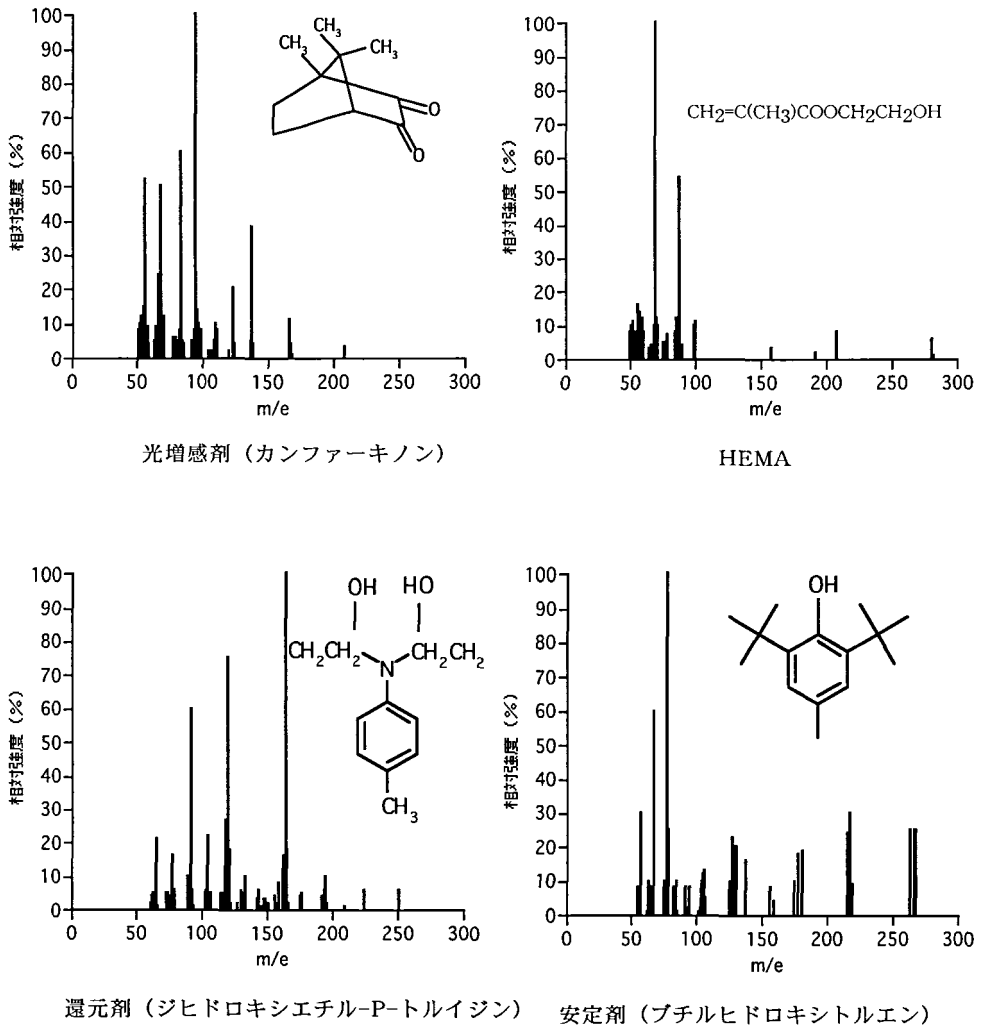 100
90
80
70
60
50
40
30
20
10
0
相対強度 (%)
0 50 100 150 200 250 300
m/e
CH3
CH3
CH3
O
O
光増感剤（カンファーキノン）
100
90
80
70
60
50
40
30
20
10
0
相対強度 (%)
0 50 100 150 200 250 300
m/e
CH2=C(CH3)COOCH2CH2OH
HEMA
100
90
80
70
60
50
40
30
20
10
0
相対強度 (%)
0 50 100 150 200 250 300
m/e
OH HO
CH2CH2 CH2CH2
N
CH3
還元剤（ジヒドロキシエチル-P-トルイジン）
100
90
80
70
60
50
40
30
20
10
0
相対強度 (%)
0 50 100 150 200 250 300
m/e
OH
安定剤（ブチルヒドロキシトルエン）